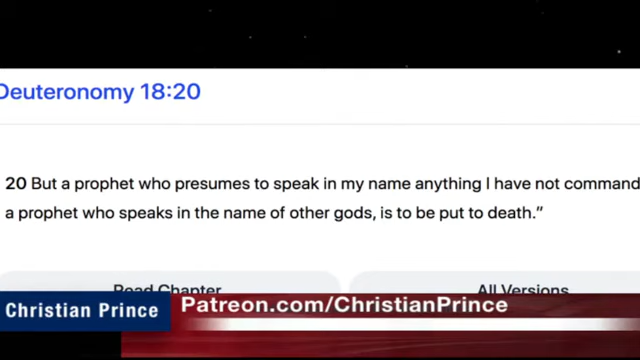 Deuteronomy 18:20
20 But a prophet who presumes to speak in my name anything I have not command
a prophet who speaks in the name of other gods, is to be put to death.”
Read Chapter All Versions
Christian Prince Patreon.com/ChristianPrince